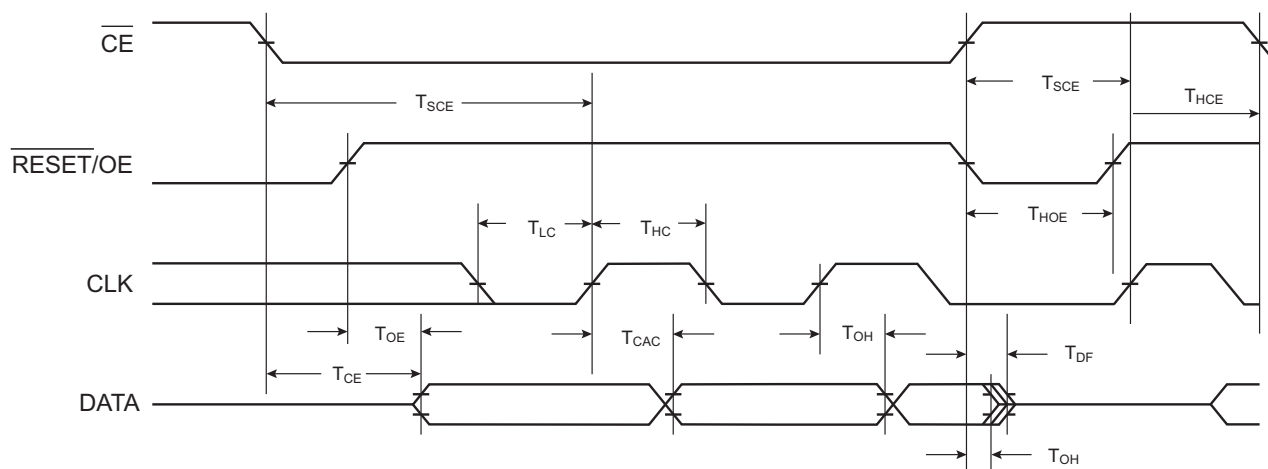 CE
TSCE
TSCE
THCE
RESET/OE
TLC
THC
THOE
CLK
TOE
TCAC
TOH
TDF
TCE
DATA
TOH